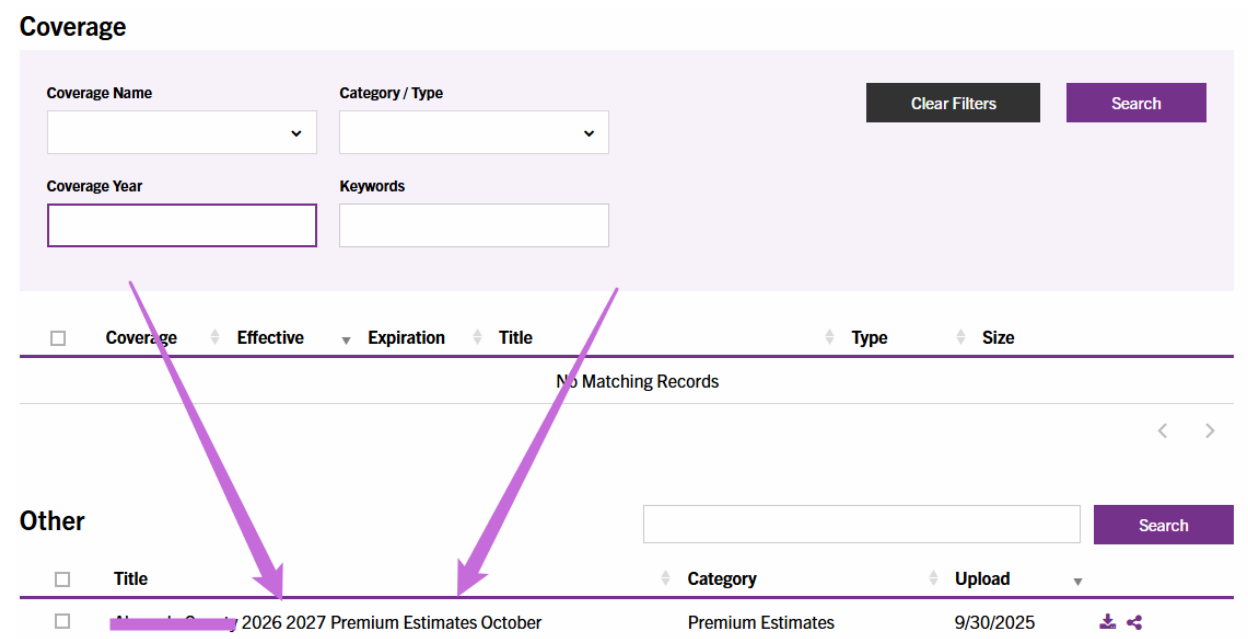 Coverage
Coverage Name
Category / Type
Clear Filters
Search
Coverage Year
Keywords
Coverage Effective Expiration Title Type Size
No Matching Records
Other
Search
Title Category Upload
2026 2027 Premium Estimates October Premium Estimates 9/30/2025